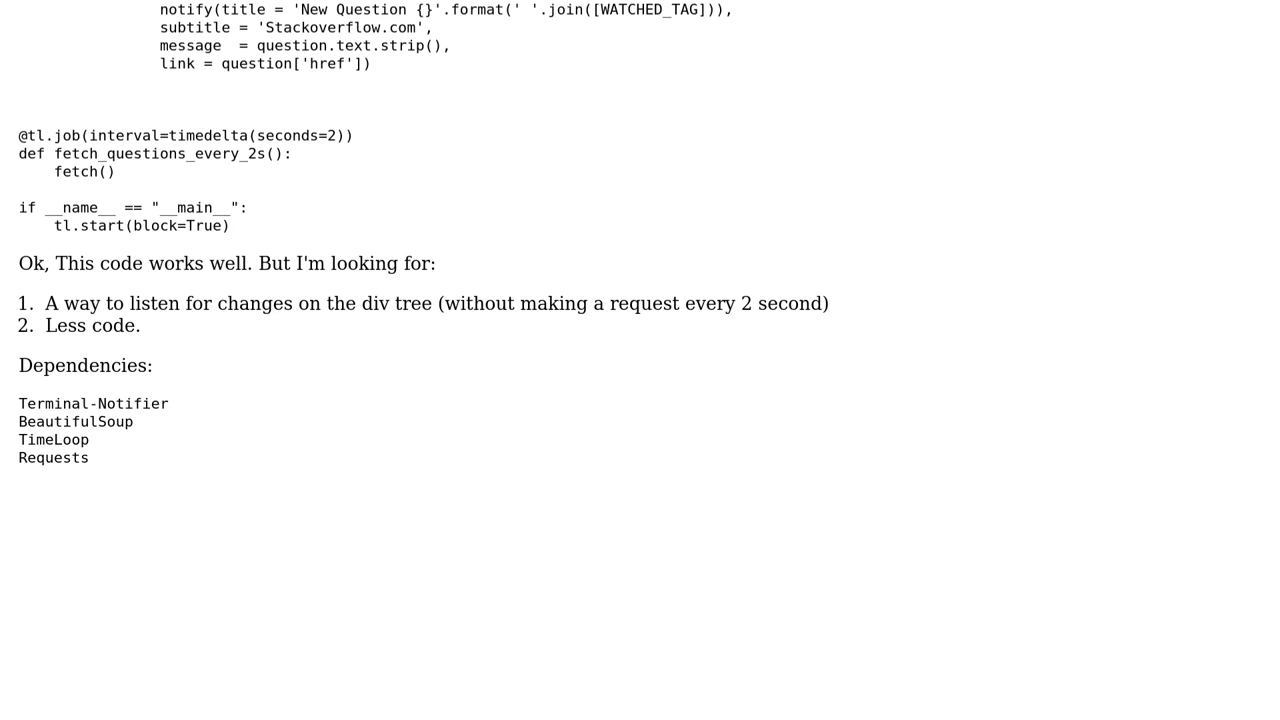 notify(title = 'New Question {}'.format(' '.join([WATCHED_TAG])),
subtitle = 'Stackoverflow.com',
message  = question.text.strip(),
link = question['href'])
@tl.job(interval=timedelta(seconds=2))
def fetch_questions_every_2s():
    fetch()
if __name__ == "__main__":
    tl.start(block=True)
Ok, This code works well. But I'm looking for:
1. A way to listen for changes on the div tree (without making a request every 2 second)
2. Less code.
Dependencies:
Terminal-Notifier
BeautifulSoup
TimeLoop
Requests